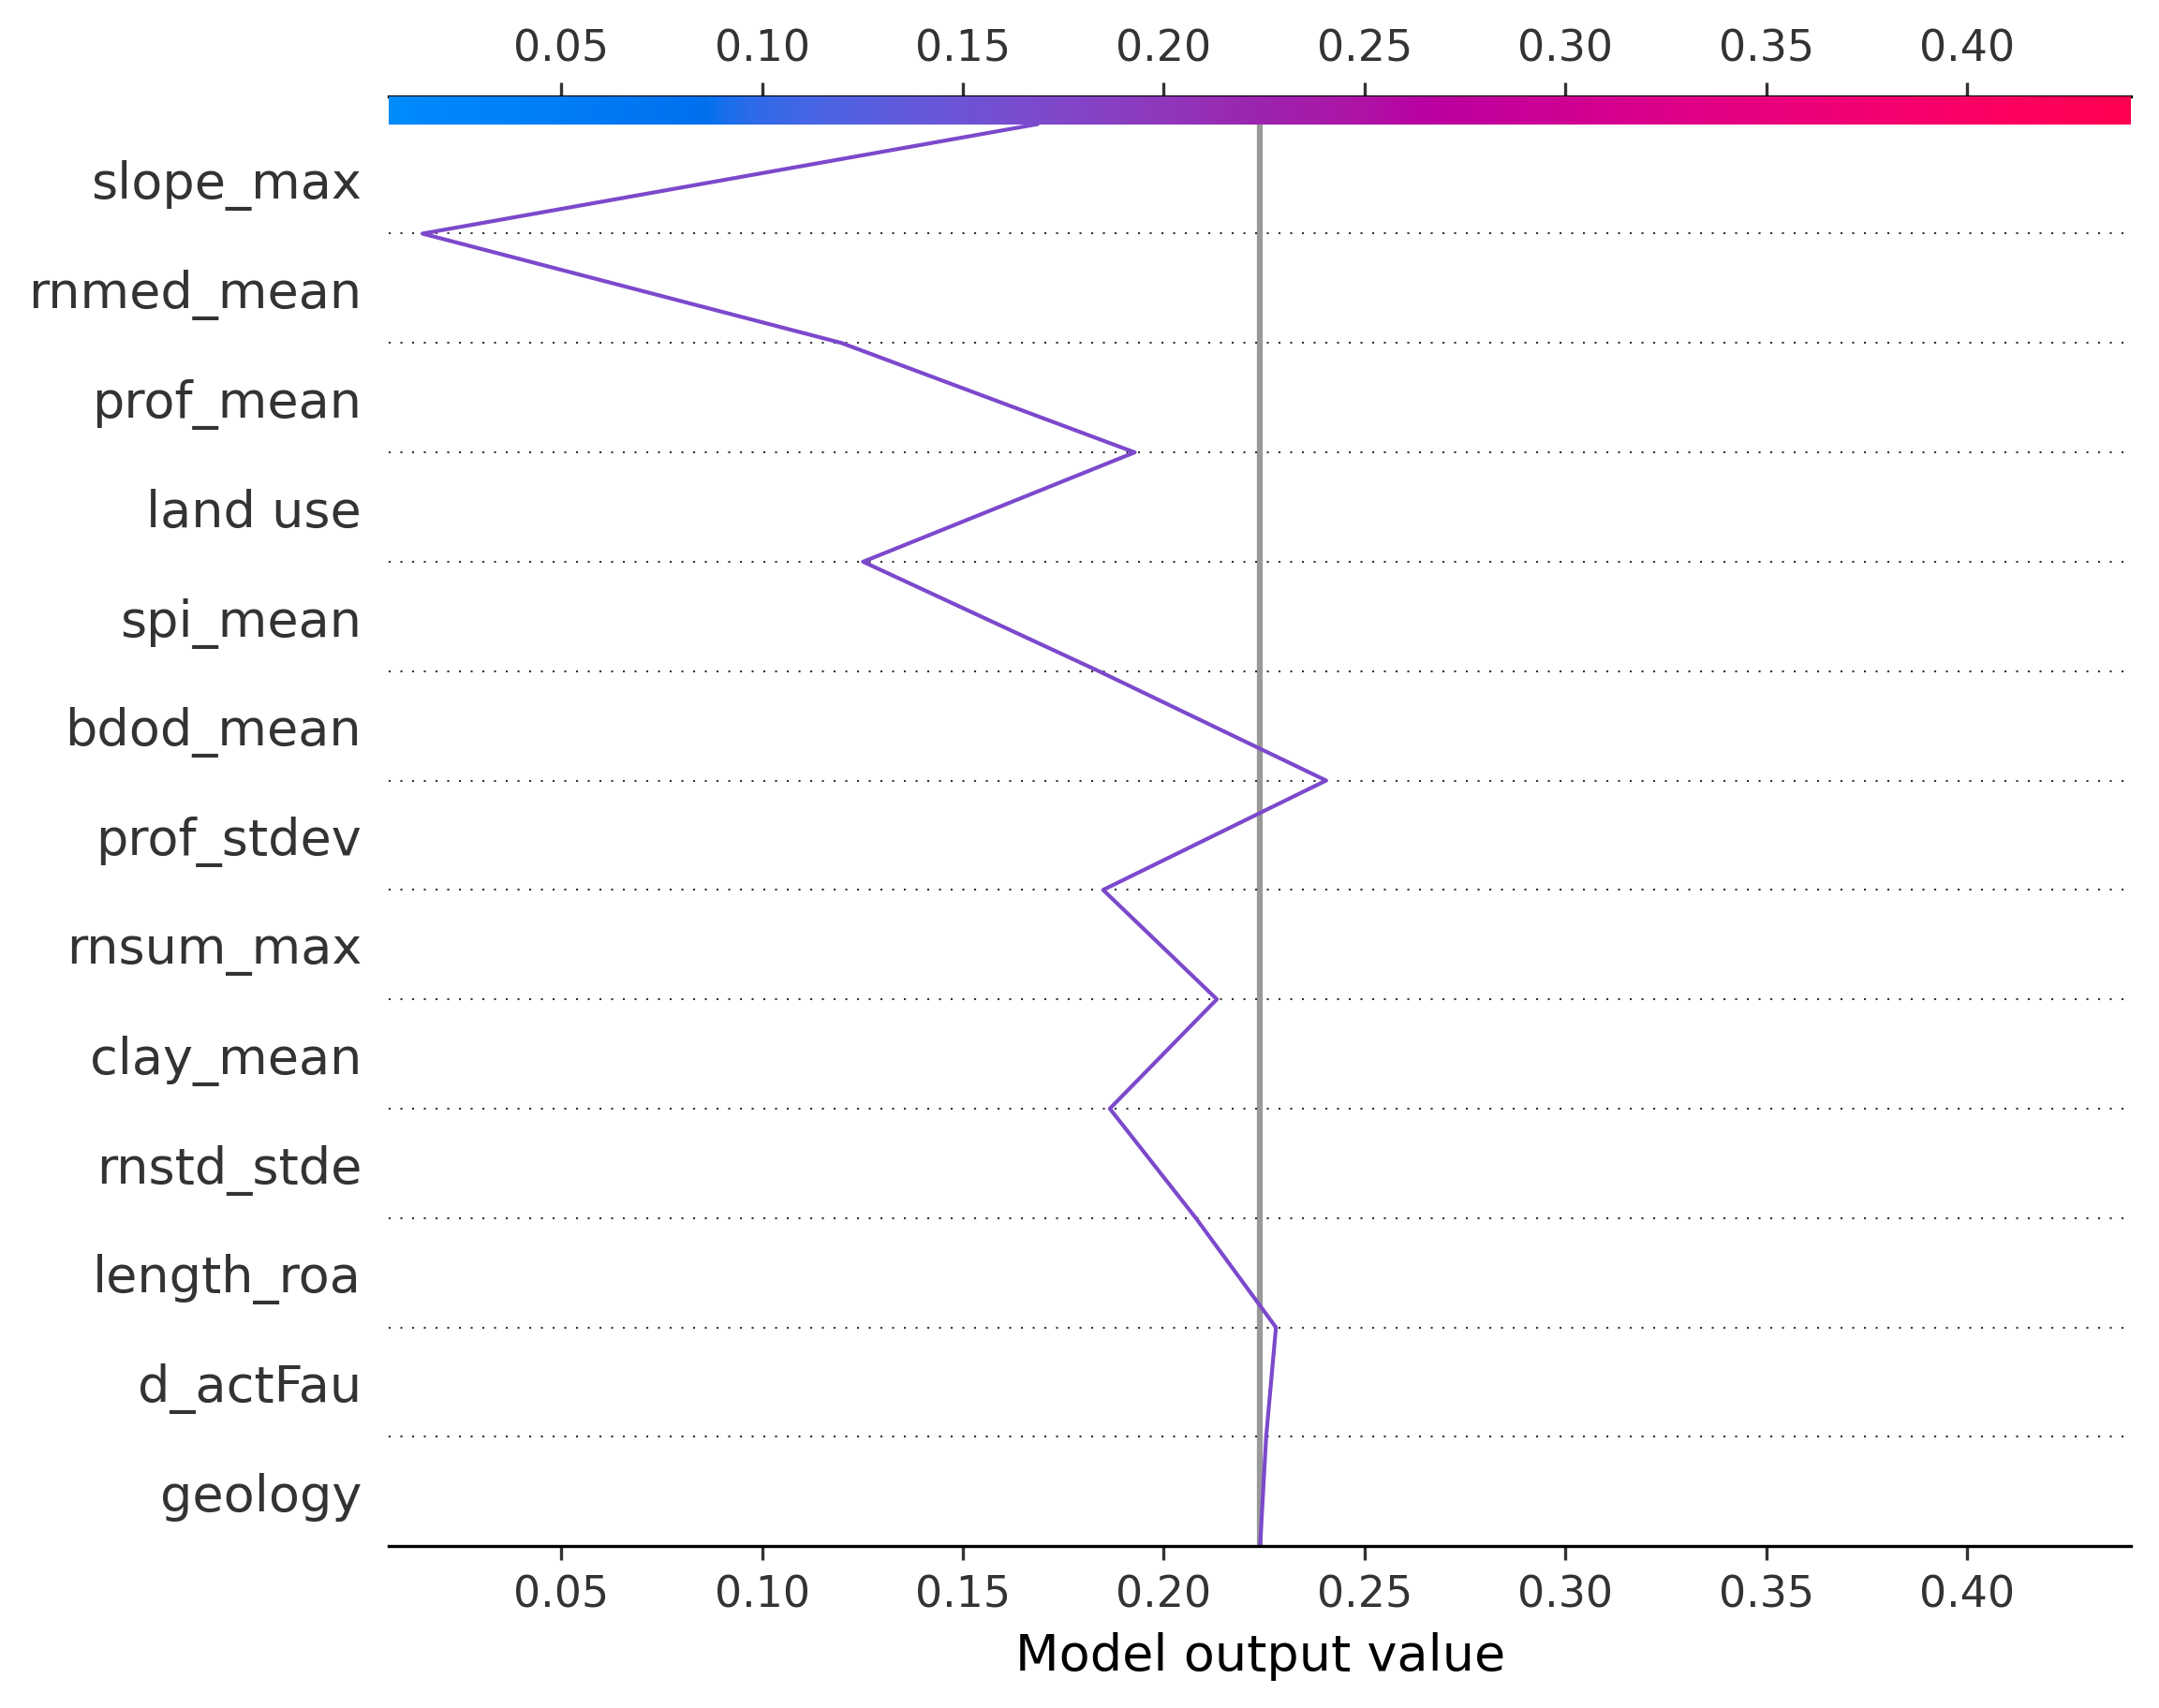 0.05 0.10 0.15 0.20 0.25 0.30 0.35 0.40
slope_max
rnmed_mean
prof_mean
land use
spi_mean
bdod_mean
prof_stdev
rnsum_max
clay_mean
rnstd_stde
length_roa
d_actFau
geology
0.05 0.10 0.15 0.20 0.25 0.30 0.35 0.40
Model output value